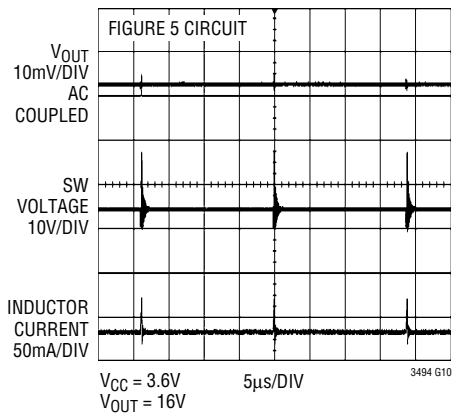 FIGURE 5 CIRCUIT
VOUT
10mV/DIV
AC
COUPLED
SW
VOLTAGE
10V/DIV
INDUCTOR
CURRENT
50mA/DIV
3494 G10
VCC = 3.6V
VOUT = 16V
5µs/DIV